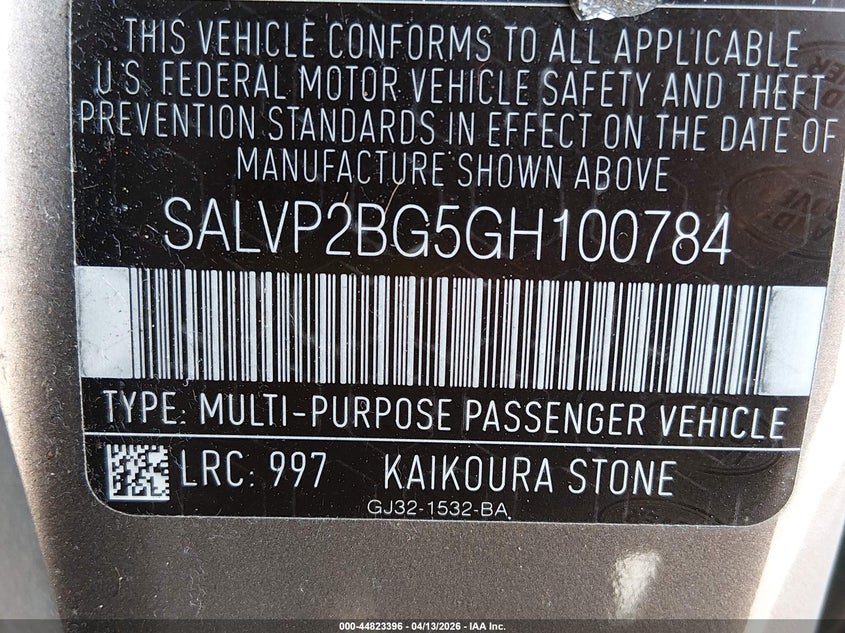 THIS VEHICLE CONFORMS TO ALL APPLICABLE
U.S. FEDERAL MOTOR VEHICLE SAFETY AND THEFT
PREVENTION STANDARDS IN EFFECT ON THE DATE OF
MANUFACTURE SHOWN ABOVE
SALVP2BG5GH100784
TYPE: MULTI-PURPOSE PASSENGER VEHICLE
LRC: 997 KAIKOURA STONE
GJ32-1532-BA
000-44823396 - 04/13/2026 - IAA Inc.